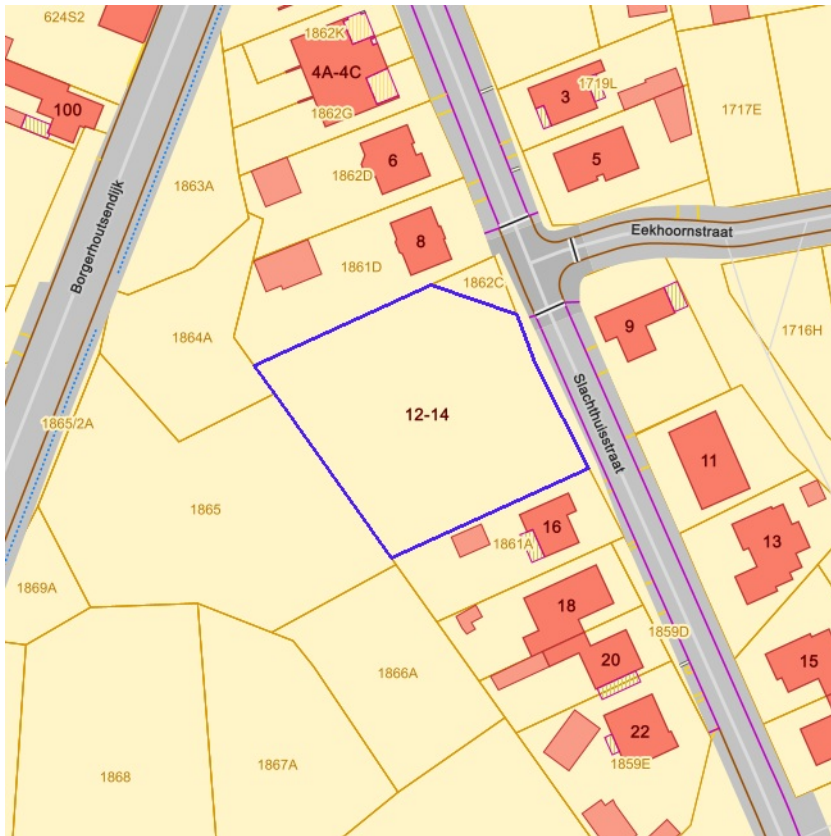 624S2
1862K
4A-4C
100
3
1719L
1717E
1862G
6
5
1863A
1862D
Borgerhoutsendijk
8
Eekhoornstraat
1861D
1862C
9
1864A
1716H
Slachthuisstraat
12-14
1865/2A
11
1865
16
13
1861A
1869A
18
1859D
20
15
1866A
22
1867A
1859E
1868